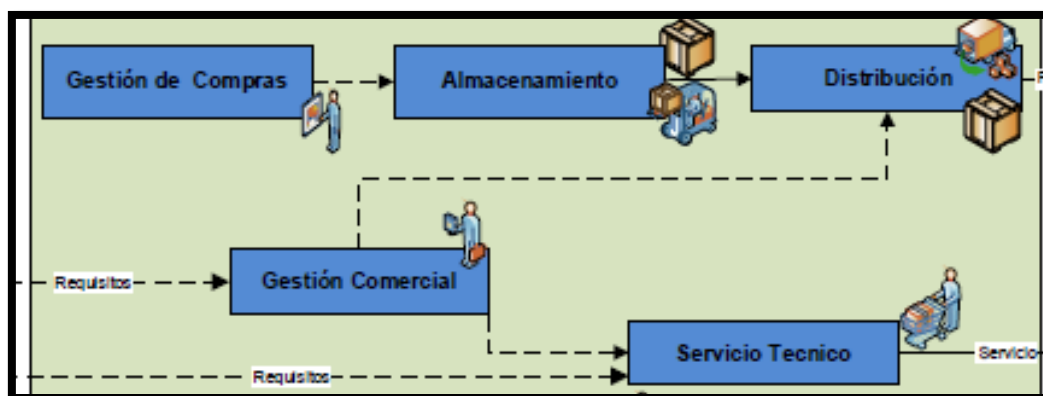 Gestión de Compras
Almacenamiento
Distribución
Requisitos
Gestión Comercial
Servicio Tecnico
Servicio
Requisitos